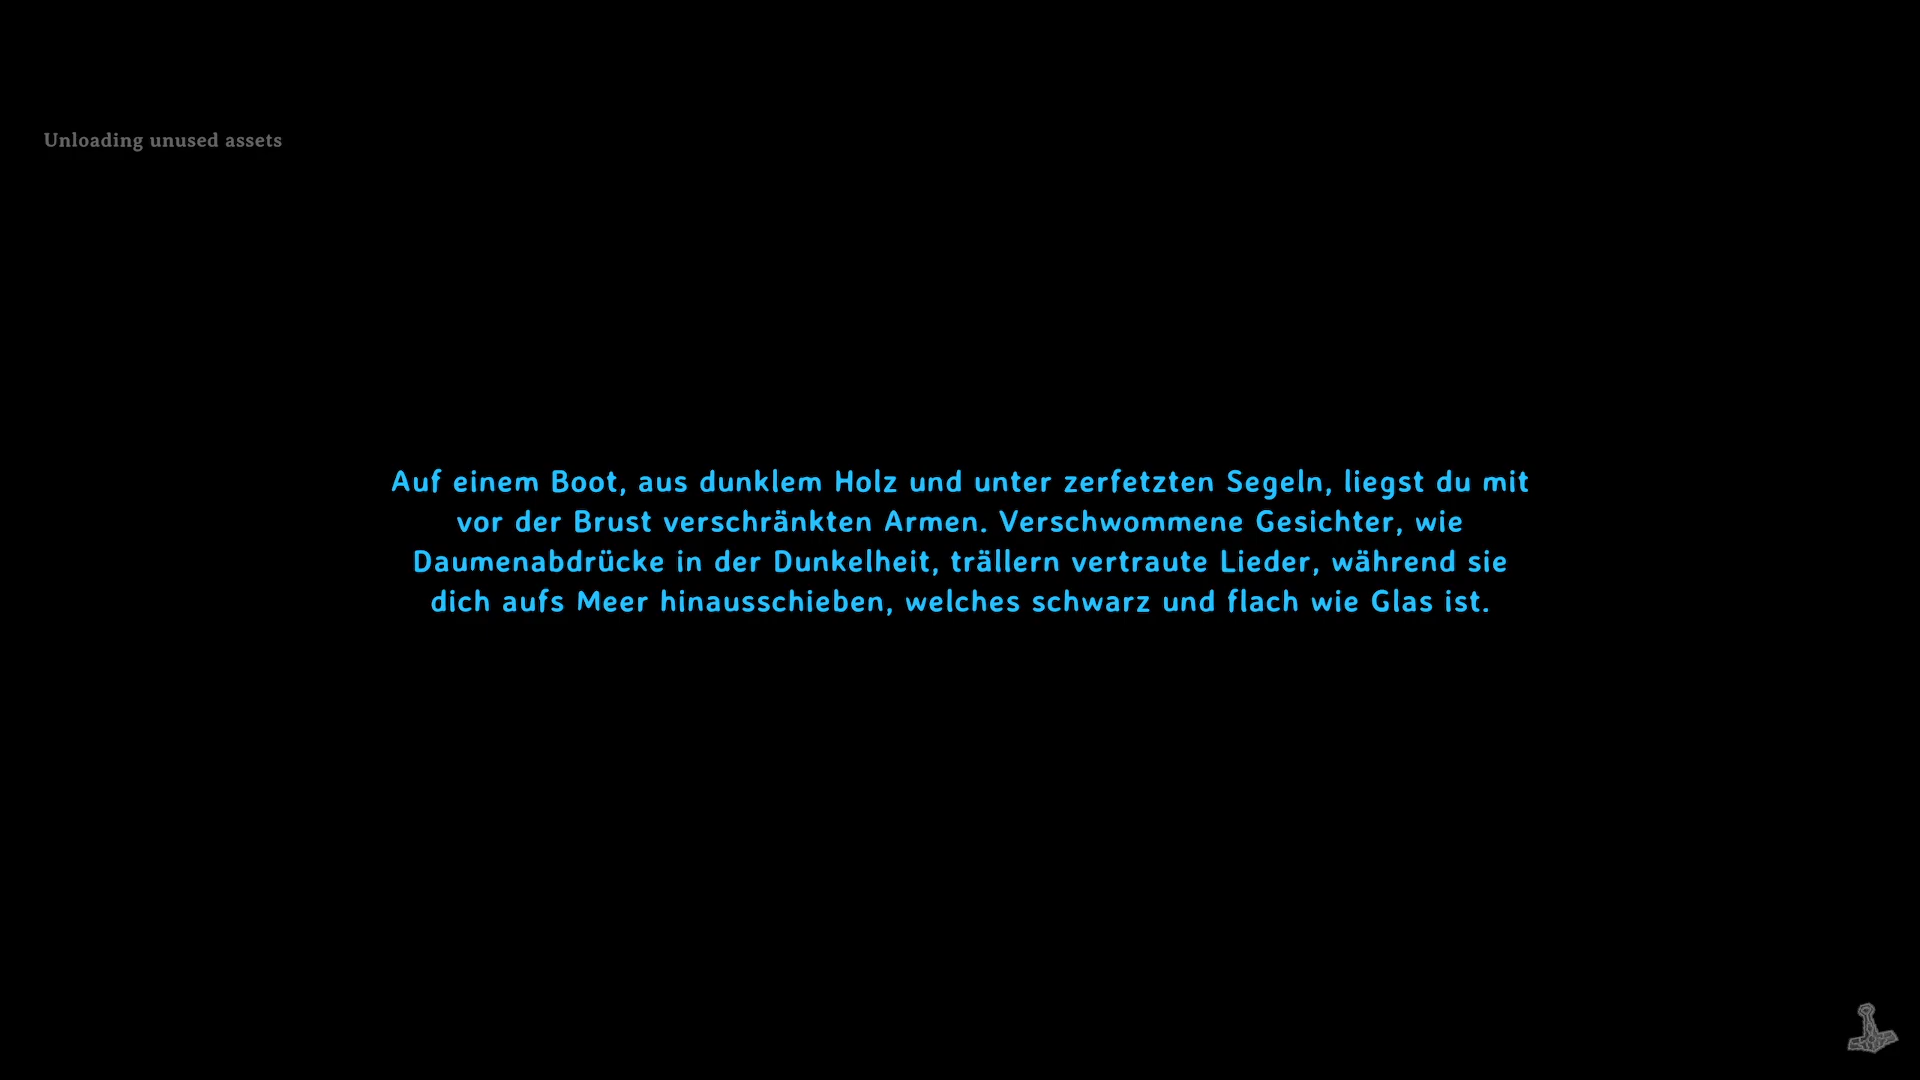 Unloading unused assets
Auf einem Boot, aus dunklem Holz und unter zerfetzten Segeln, liegst du mit
vor der Brust verschränkten Armen. Verschwommene Gesichter, wie
Daumenabdrücke in der Dunkelheit, trällern vertraute Lieder, während sie
dich aufs Meer hinausschieben, welches schwarz und flach wie Glas ist.